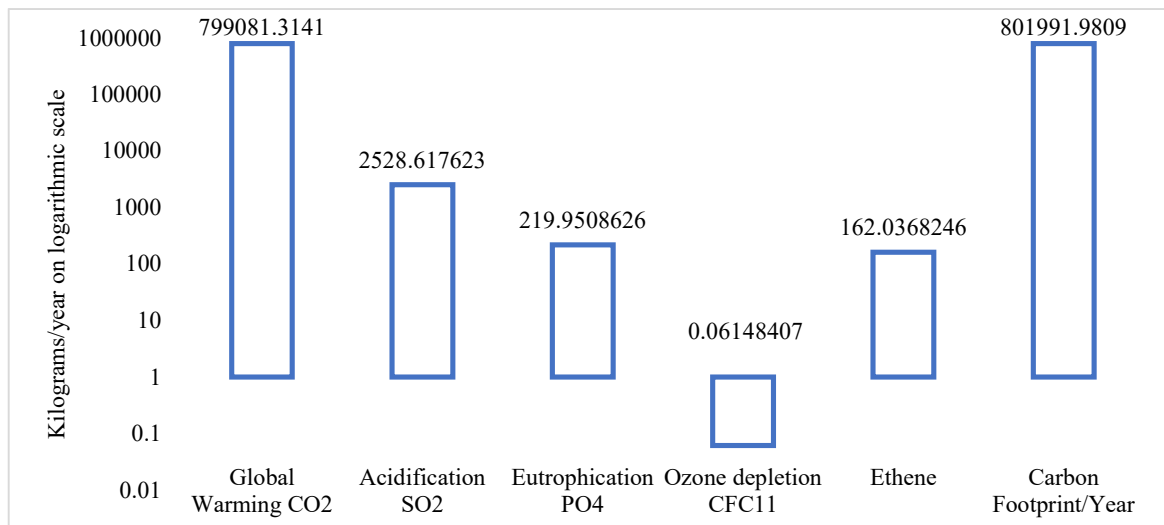 Kilograms/year on logarithmic scale
1000000
100000
10000
1000
100
10
1
0.1
0.01
799081.3141
2528.617623
219.9508626
0.06148407
162.0368246
801991.9809
Global
Warming CO2
Acidification
SO2
Eutrophication
PO4
Ozone depletion
CFC11
Ethene
Carbon
Footprint/Year